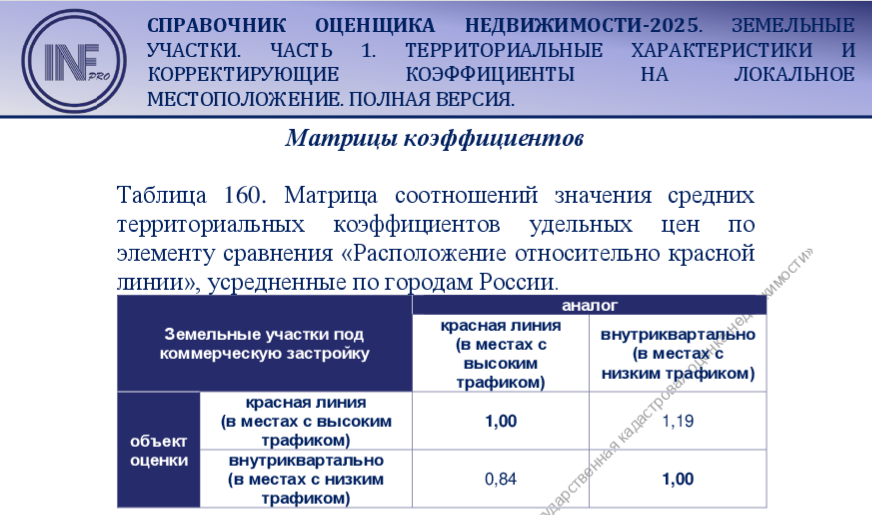 INF
PRO
СПРАВОЧНИК ОЦЕНЩИКА НЕДВИЖИМОСТИ-2025. ЗЕМЕЛЬНЫЕ
УЧАСТКИ. ЧАСТЬ 1. ТЕРРИТОРИАЛЬНЫЕ ХАРАКТЕРИСТИКИ И
КОРРЕКТИРУЮЩИЕ КОЭФФИЦИЕНТЫ НА ЛОКАЛЬНОЕ
МЕСТОПОЛОЖЕНИЕ. ПОЛНАЯ ВЕРСИЯ.
Матрицы коэффициентов
Таблица 160. Матрица соотношений значения средних
территориальных коэффициентов удельных цен по
элементу сравнения «Расположение относительно красной
линии», усредненные по городам России.
Земельные участки под
коммерческую застройку
аналог
красная линия
(в местах с
высоким
трафиком)
внутриквартально
(в местах с
низким трафиком)
объект
оценки
красная линия
(в местах с высоким
трафиком)
1,00
1,19
внутриквартально
(в местах с низким
трафиком)
0,84
1,00
кадастровая оценка недвижимости»